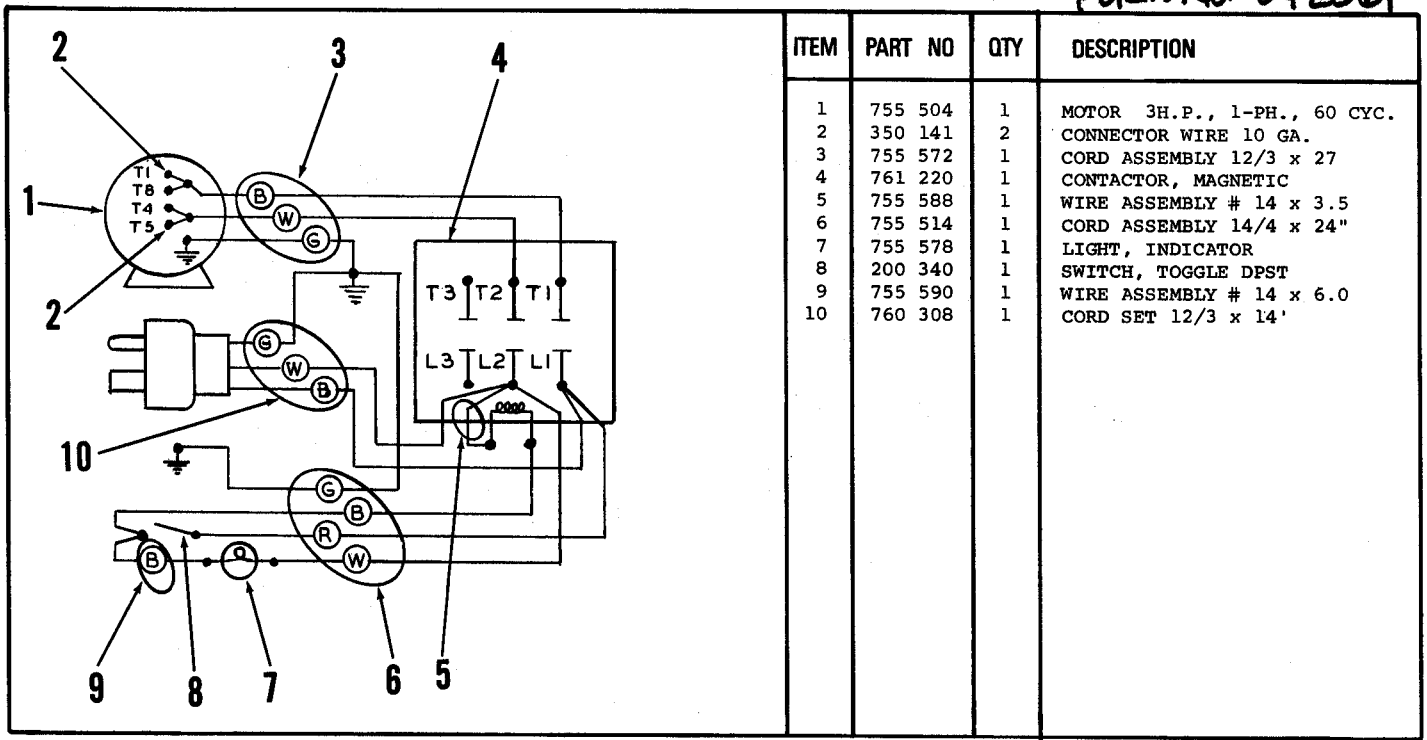 ITEM PART NO QTY DESCRIPTION
1 755 504 1 MOTOR 3H.P., 1-PH., 60 CYC.
2 350 141 2 CONNECTOR WIRE 10 GA.
3 755 572 1 CORD ASSEMBLY 12/3 x 27
4 761 220 1 CONTACTOR, MAGNETIC
5 755 588 1 WIRE ASSEMBLY # 14 x 3.5
6 755 514 1 CORD ASSEMBLY 14/4 x 24"
7 755 578 1 LIGHT, INDICATOR
8 200 340 1 SWITCH, TOGGLE DPST
9 755 590 1 WIRE ASSEMBLY # 14 x 6.0
10 760 308 1 CORD SET 12/3 x 14'
2
3
4
T1
T8
T4
T5
1
B
W
G
2
T3 T2 T1
L3 L2 L1
G
W
B
10
G
B
R
W
B
9
8
7
6
5